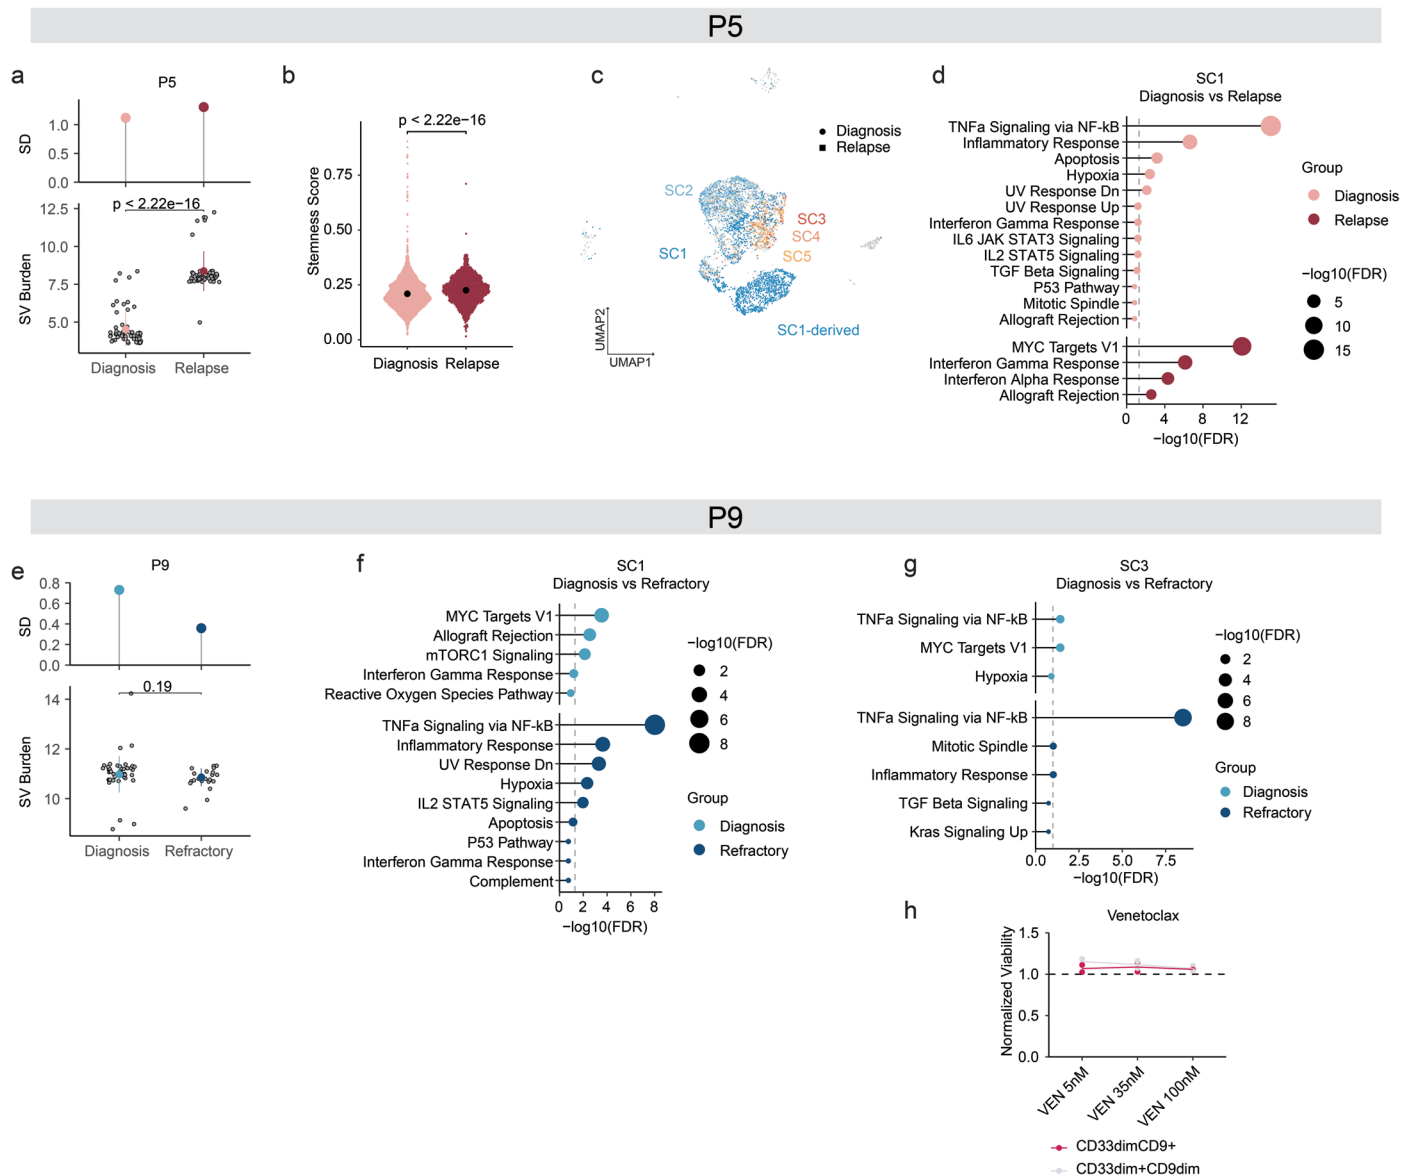 P5
a
P5
SD
1.0
0.5
0.0
p < 2.22e−16
SV Burden
12.5
10.0
7.5
5.0
Diagnosis
Relapse
b
p < 2.22e−16
Stemness Score
0.75
0.50
0.25
0.00
Diagnosis
Relapse
c
Diagnosis
Relapse
SC2
SC3
SC4
SC5
SC1
SC1-derived
UMAP2
UMAP1
d
SC1
Diagnosis vs Relapse
TNFa Signaling via NF-kB
Inflammatory Response
Apoptosis
Hypoxia
UV Response Dn
UV Response Up
Interferon Gamma Response
IL6 JAK STAT3 Signaling
IL2 STAT5 Signaling
TGF Beta Signaling
P53 Pathway
Mitotic Spindle
Allograft Rejection
MYC Targets V1
Interferon Gamma Response
Interferon Alpha Response
Allograft Rejection
0 4 8 12
−log10(FDR)
Group
Diagnosis
Relapse
−log10(FDR)
5
10
15
P9
e
P9
SD
0.8
0.6
0.4
0.2
0.0
0.19
SV Burden
14
12
10
Diagnosis
Refractory
f
SC1
Diagnosis vs Refractory
MYC Targets V1
Allograft Rejection
mTORC1 Signaling
Interferon Gamma Response
Reactive Oxygen Species Pathway
TNFa Signaling via NF-kB
Inflammatory Response
UV Response Dn
Hypoxia
IL2 STAT5 Signaling
Apoptosis
P53 Pathway
Interferon Gamma Response
Complement
0 2 4 6 8
−log10(FDR)
−log10(FDR)
2
4
6
8
Group
Diagnosis
Refractory
g
SC3
Diagnosis vs Refractory
TNFa Signaling via NF-kB
MYC Targets V1
Hypoxia
TNFa Signaling via NF-kB
Mitotic Spindle
Inflammatory Response
TGF Beta Signaling
Kras Signaling Up
0.0 2.5 5.0 7.5
−log10(FDR)
−log10(FDR)
2
4
6
8
Group
Diagnosis
Refractory
h
Venetoclax
Normalized Viability
1.5
1.0
0.5
0.0
VEN 5nM
VEN 35nM
VEN 100nM
CD33dimCD9+
CD33dim+CD9dim